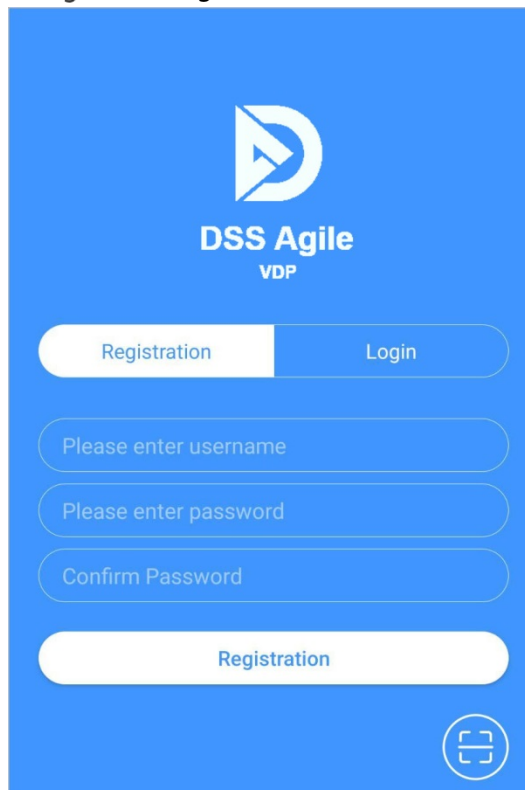 DSS Agile
VDP
Registration Login
Please enter username
Please enter password
Confirm Password
Registration